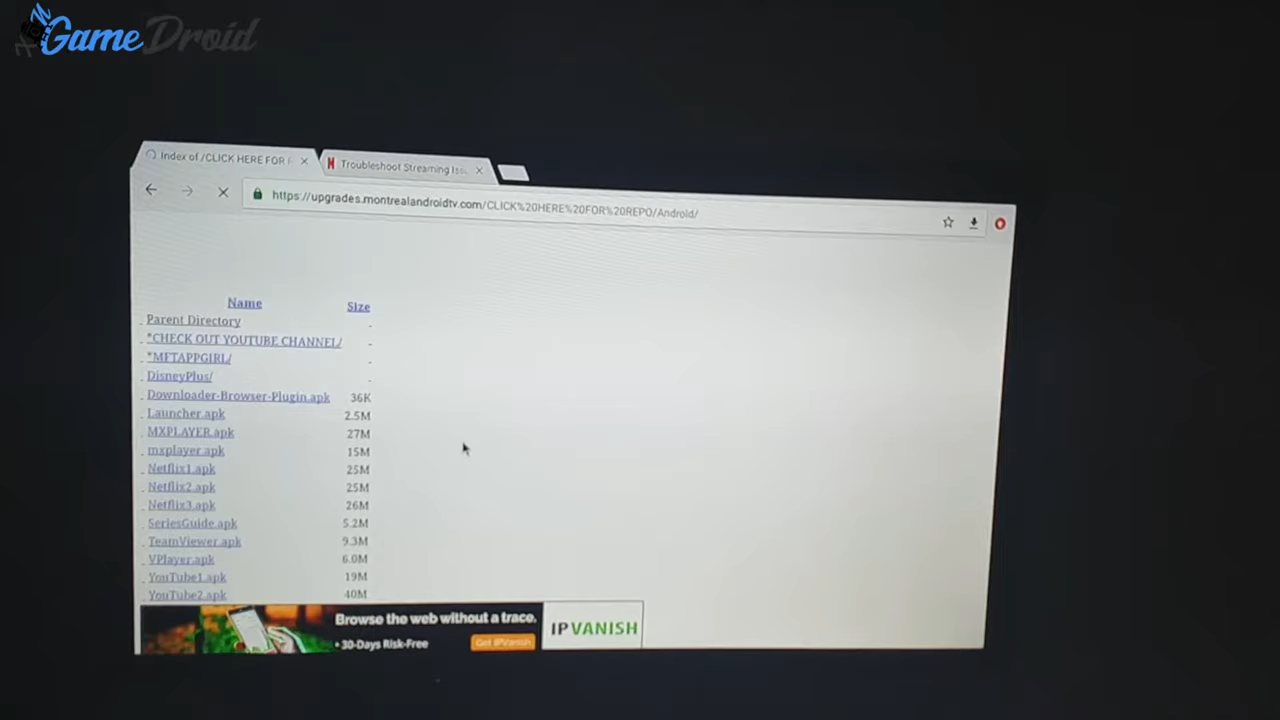 GameDroid
Index of /CLICK HERE FOR
Troubleshoot Streaming Iss
https://upgrades.montrealandroidtv.com/CLICK%20HERE%20FOR%20REPO/Android/
Name Size
Parent Directory -
*CHECK OUT YOUTUBE CHANNEL/ -
*MFTAPPGIRL/ -
DisneyPlus/ -
Downloader-Browser-Plugin.apk 36K
Launcher.apk 2.5M
MXPLAYER.apk 27M
mxplayer.apk 15M
Netflix1.apk 25M
Netflix2.apk 25M
Netflix3.apk 26M
SeriesGuide.apk 5.2M
TeamViewer.apk 9.3M
VPlayer.apk 6.0M
YouTube1.apk 19M
YouTube2.apk 40M
Browse the web without a trace.
• 30-Days Risk-Free
Get IPVanish
IPVANISH